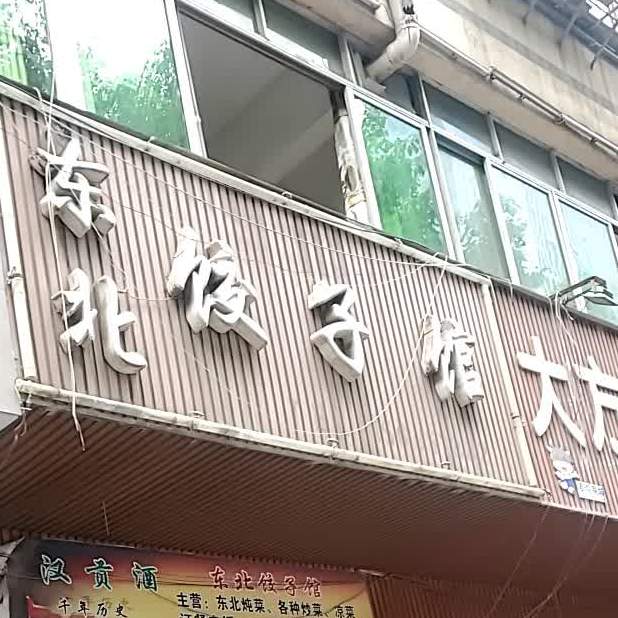 东北饺子馆
大方
汉贡酒
千年历史
东北饺子馆
主营：东北炖菜、各种炒菜、凉菜